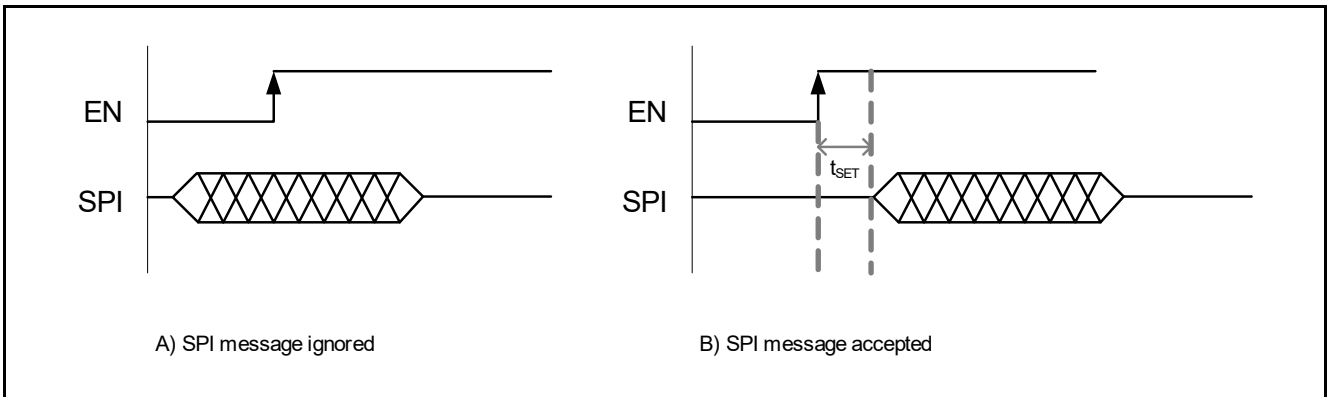 EN
SPI
A) SPI message ignored
EN
tSET
SPI
B) SPI message accepted